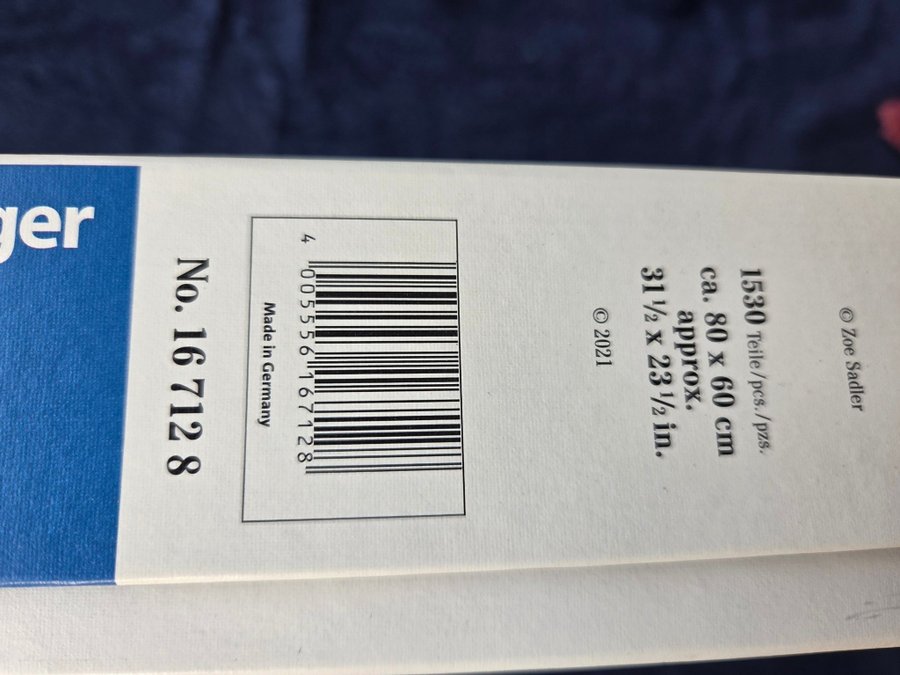 © Zoe Sadler
1530 Teile/pcs./pzs.
ca. 80 x 60 cm
approx.
31 ½ x 23 ½ in.
© 2021
4 005556 167128
Made in Germany
No. 16 712 8
ger